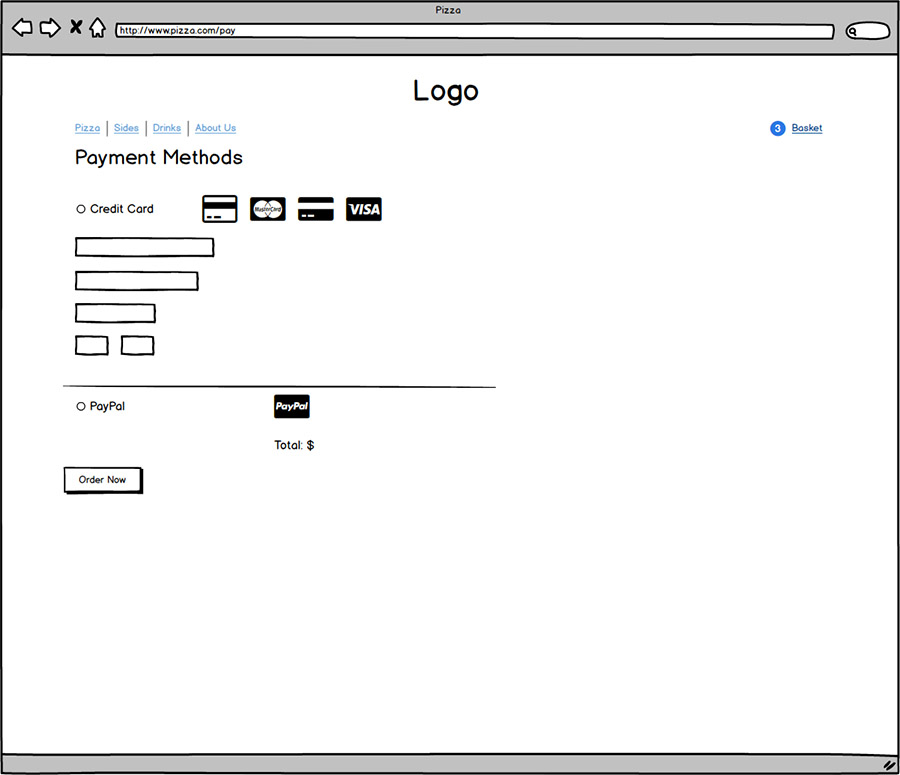 Pizza
http://www.pizza.com/pay
Logo
Pizza | Sides | Drinks | About Us
3 Basket
Payment Methods
Credit Card MasterCard VISA
PayPal PayPal
Total: $
Order Now